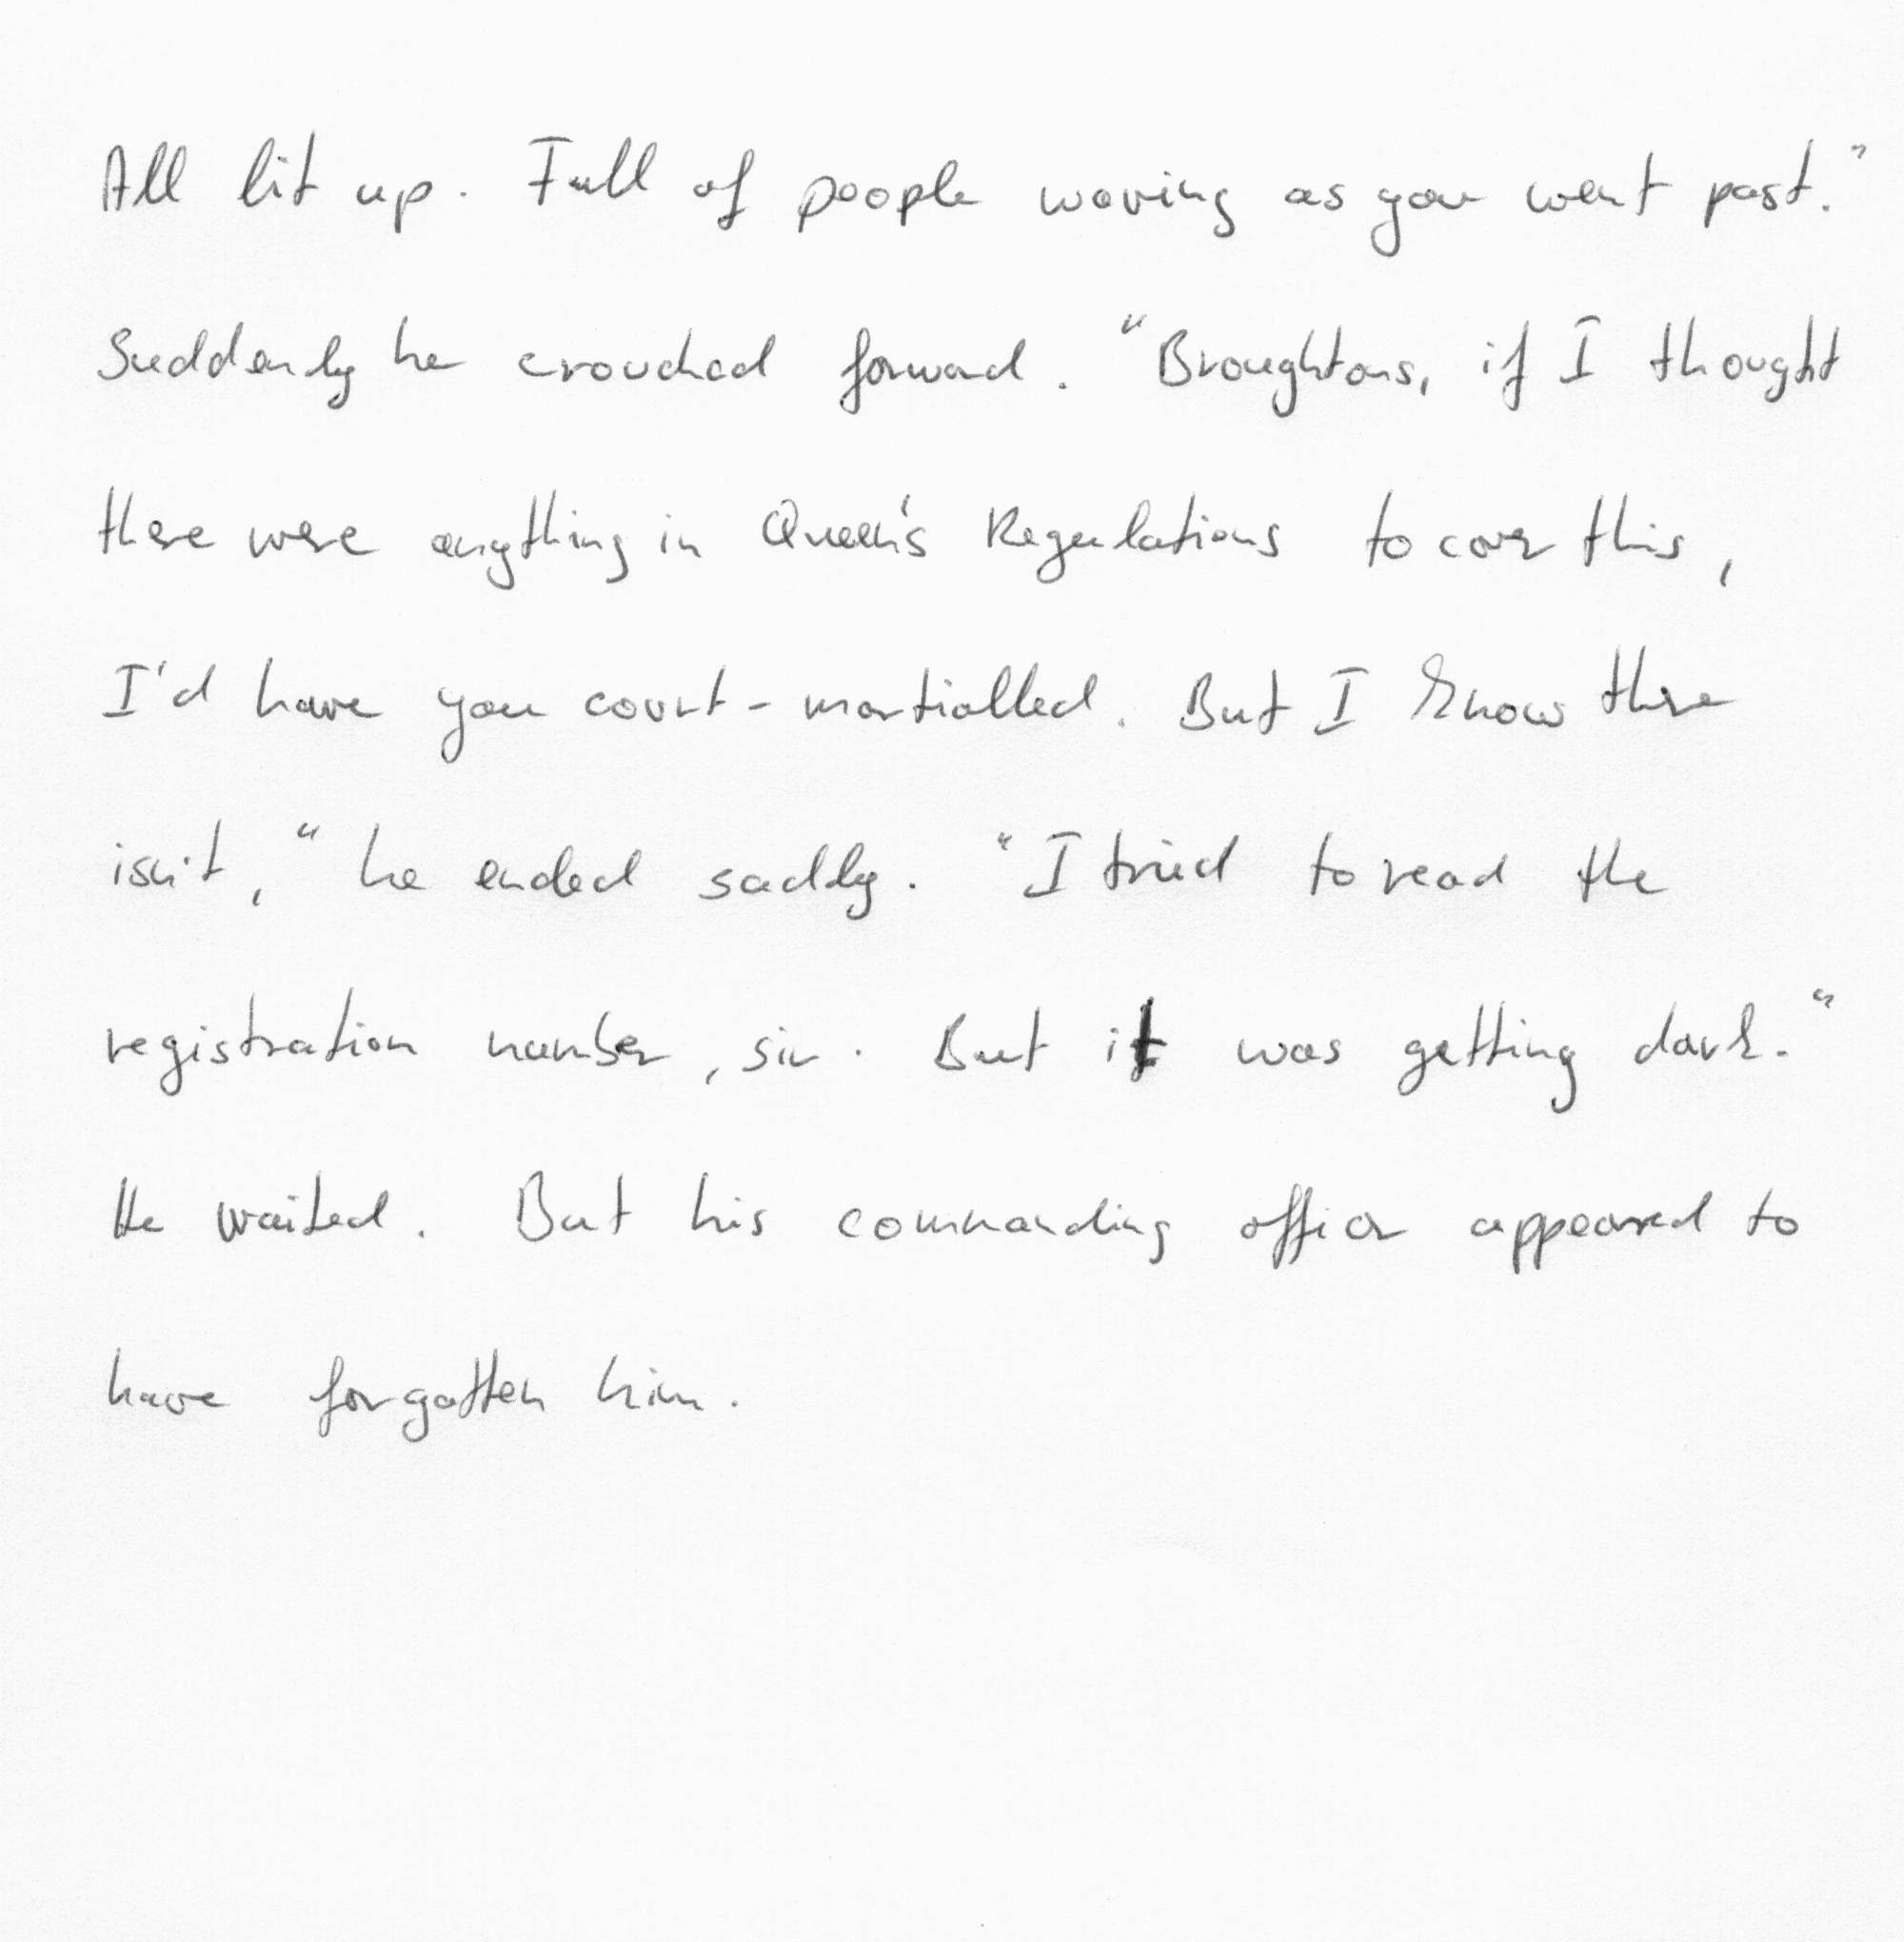 All lit up. Full of people waving as you went past."
Suddenly he crouched forward. "Broughtons, if I thought
there were anything in Queen's Regulations to cover this,
I'd have you court-martialled. But I know there
isn't," he ended sadly. "I tried to read the
registration number, sir. But it was getting dark."
He waited. But his commanding officer appeared to
have forgotten him.